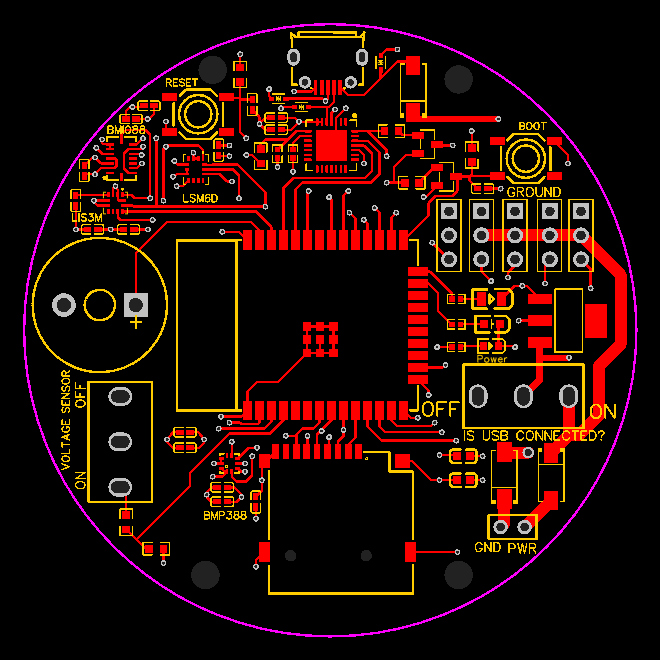 RESET
BMI088
BOOT
LSM6D
GROUND
LIS3M
+
Power
VOLTAGE SENSOR
OFF
ON
OFF
ON
IS USB CONNECTED?
BMP388
GND PWR